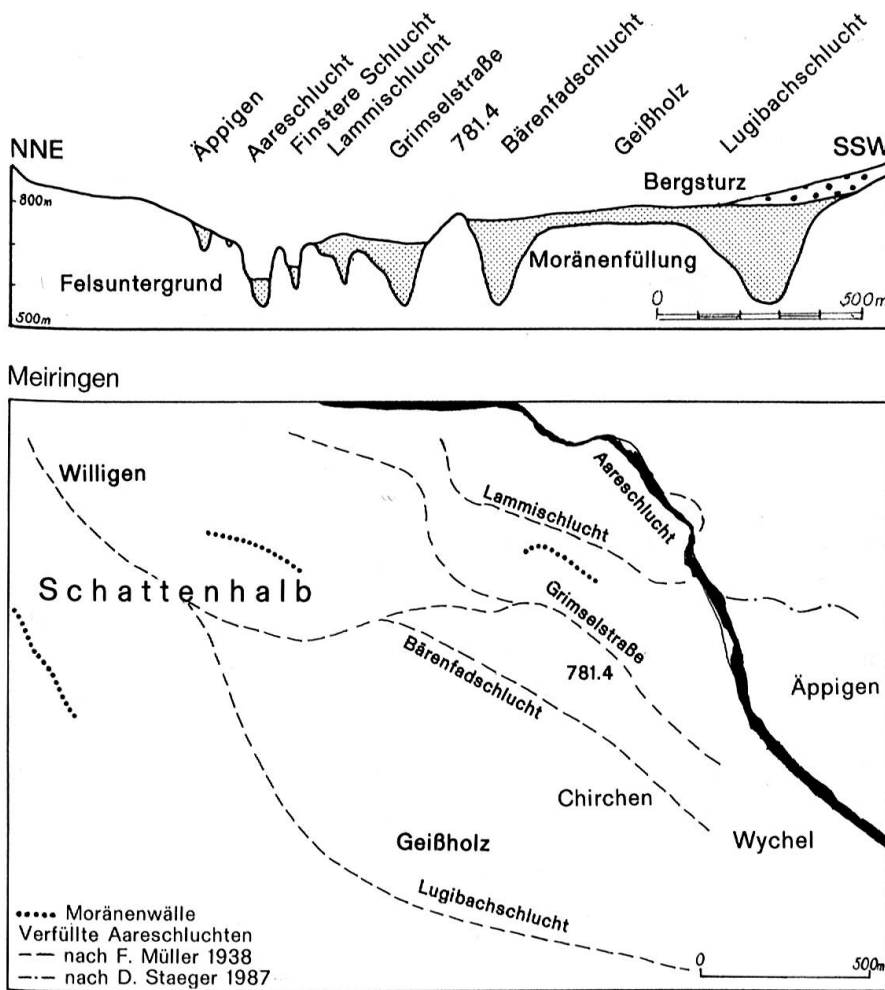 Äppigen
Aareschlucht
Finstere Schlucht
Lammischlucht
Grimselstraße
781.4
Bärenfadschlucht
Geißholz
Lugibachschlucht
NNE
SSW
800m
Bergsturz
Felsuntergrund
Moränenfüllung
0
500m
500m
Meiringen
Willigen
Aareschlucht
Lammischlucht
Schattenhalb
Grimselstraße
781.4
Bärenfadschlucht
Äppigen
Chirchen
Geißholz
Wychel
Lugibachschlucht
Moränenwälle
Verfüllte Aareschluchten
nach F. Müller 1938
nach D. Staeger 1987
0
500m